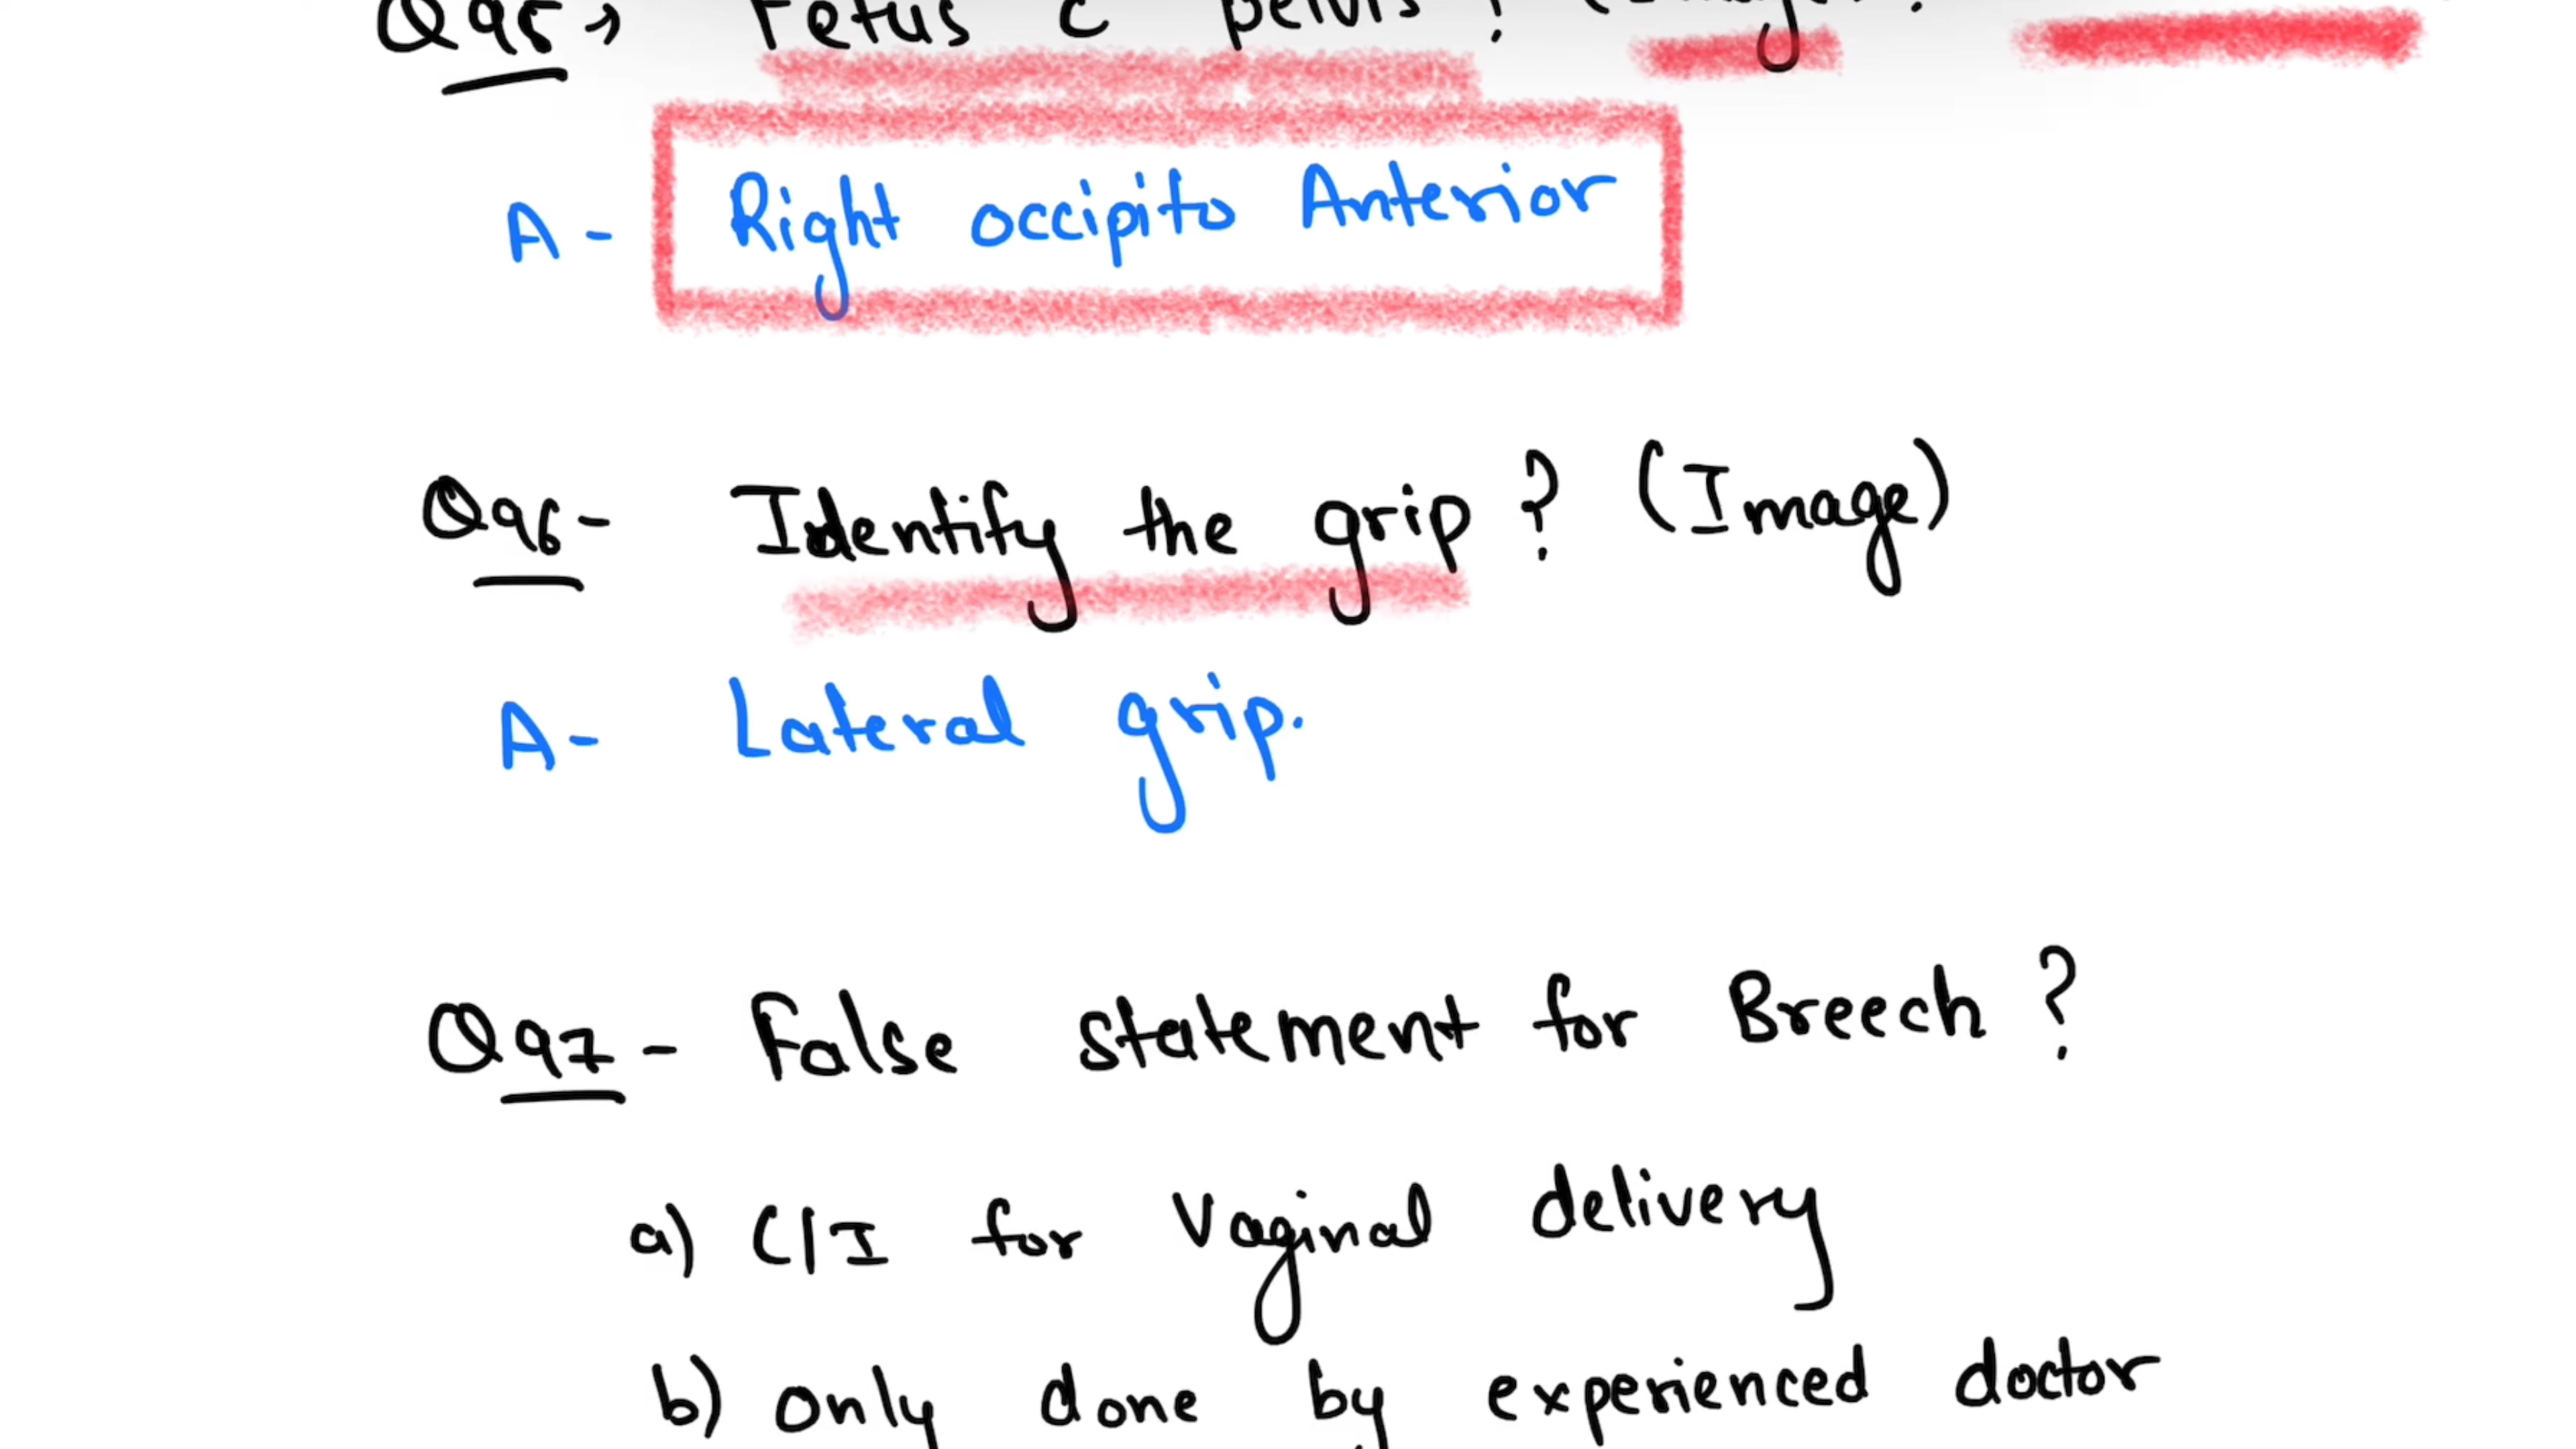 Q95→ Fetus c̄ pelvis? (Image)?
A- Right occipito Anterior
Q96- Identify the grip? (Image)
A- Lateral grip.
Q97- False statement for Breech?
a) C/I for Vaginal delivery
b) only done by experienced doctor